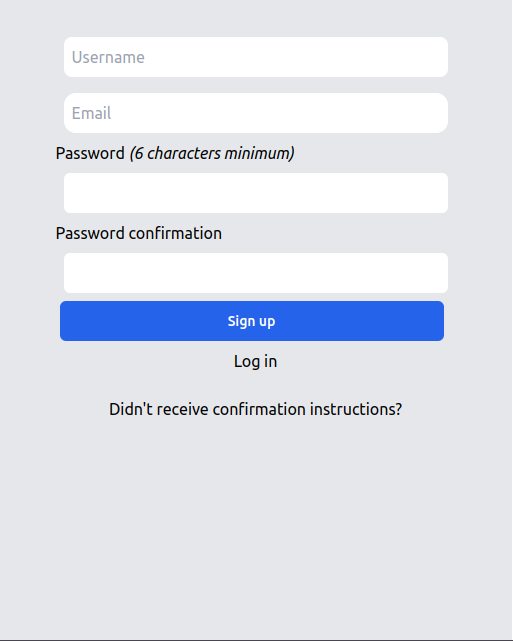 Username
Email
Password (6 characters minimum)
Password confirmation
Sign up
Log in
Didn't receive confirmation instructions?